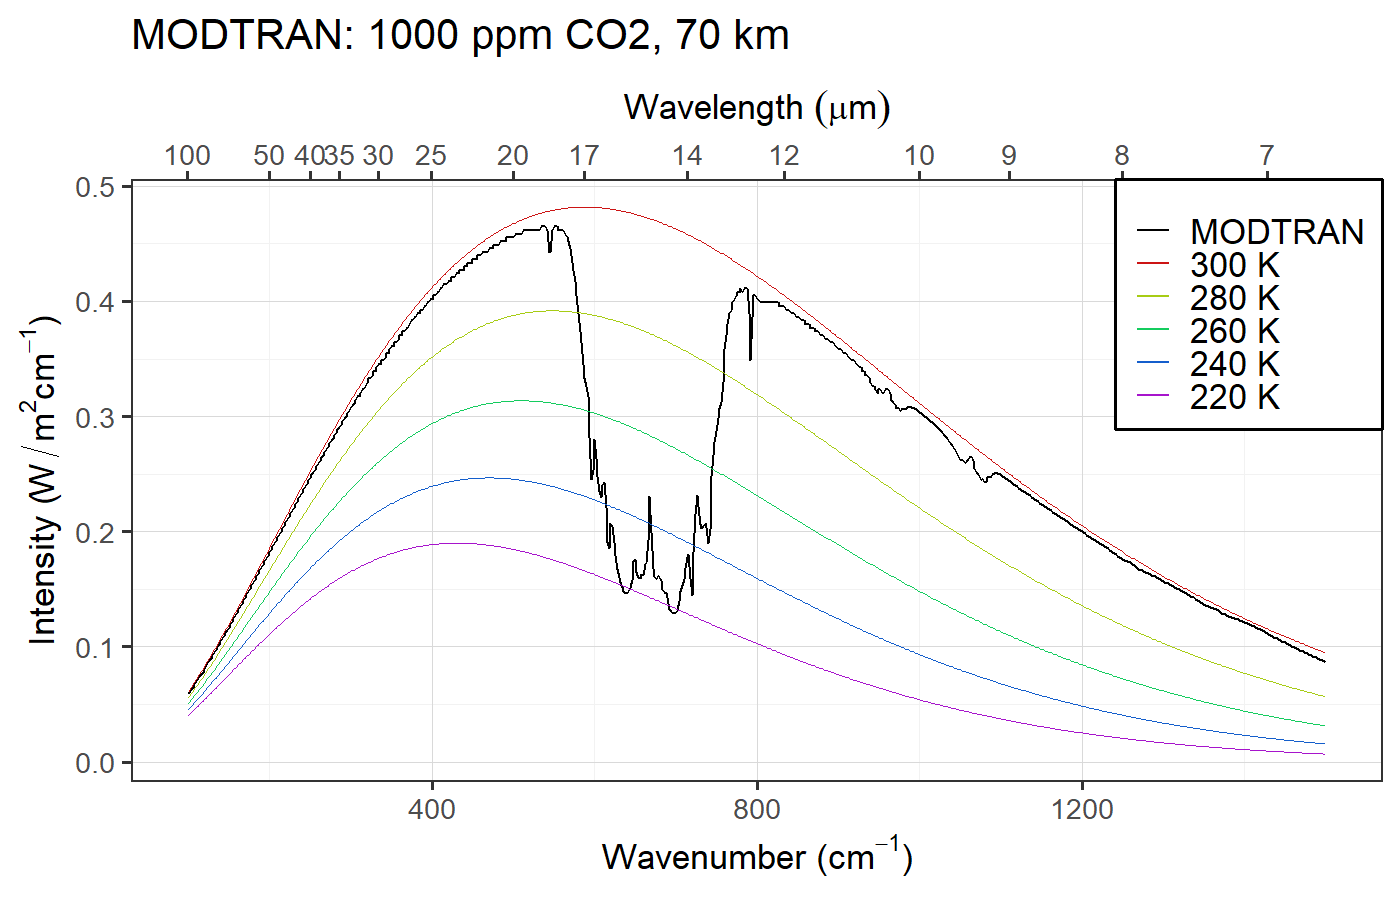 MODTRAN: 1000 ppm CO2, 70 km
Wavelength (μm)
100 50 40 35 30 25 20 17 14 12 10 9 8 7
Intensity (W / m²cm⁻¹)
0.5
0.4
0.3
0.2
0.1
0.0
MODTRAN
300 K
280 K
260 K
240 K
220 K
400 800 1200
Wavenumber (cm⁻¹)